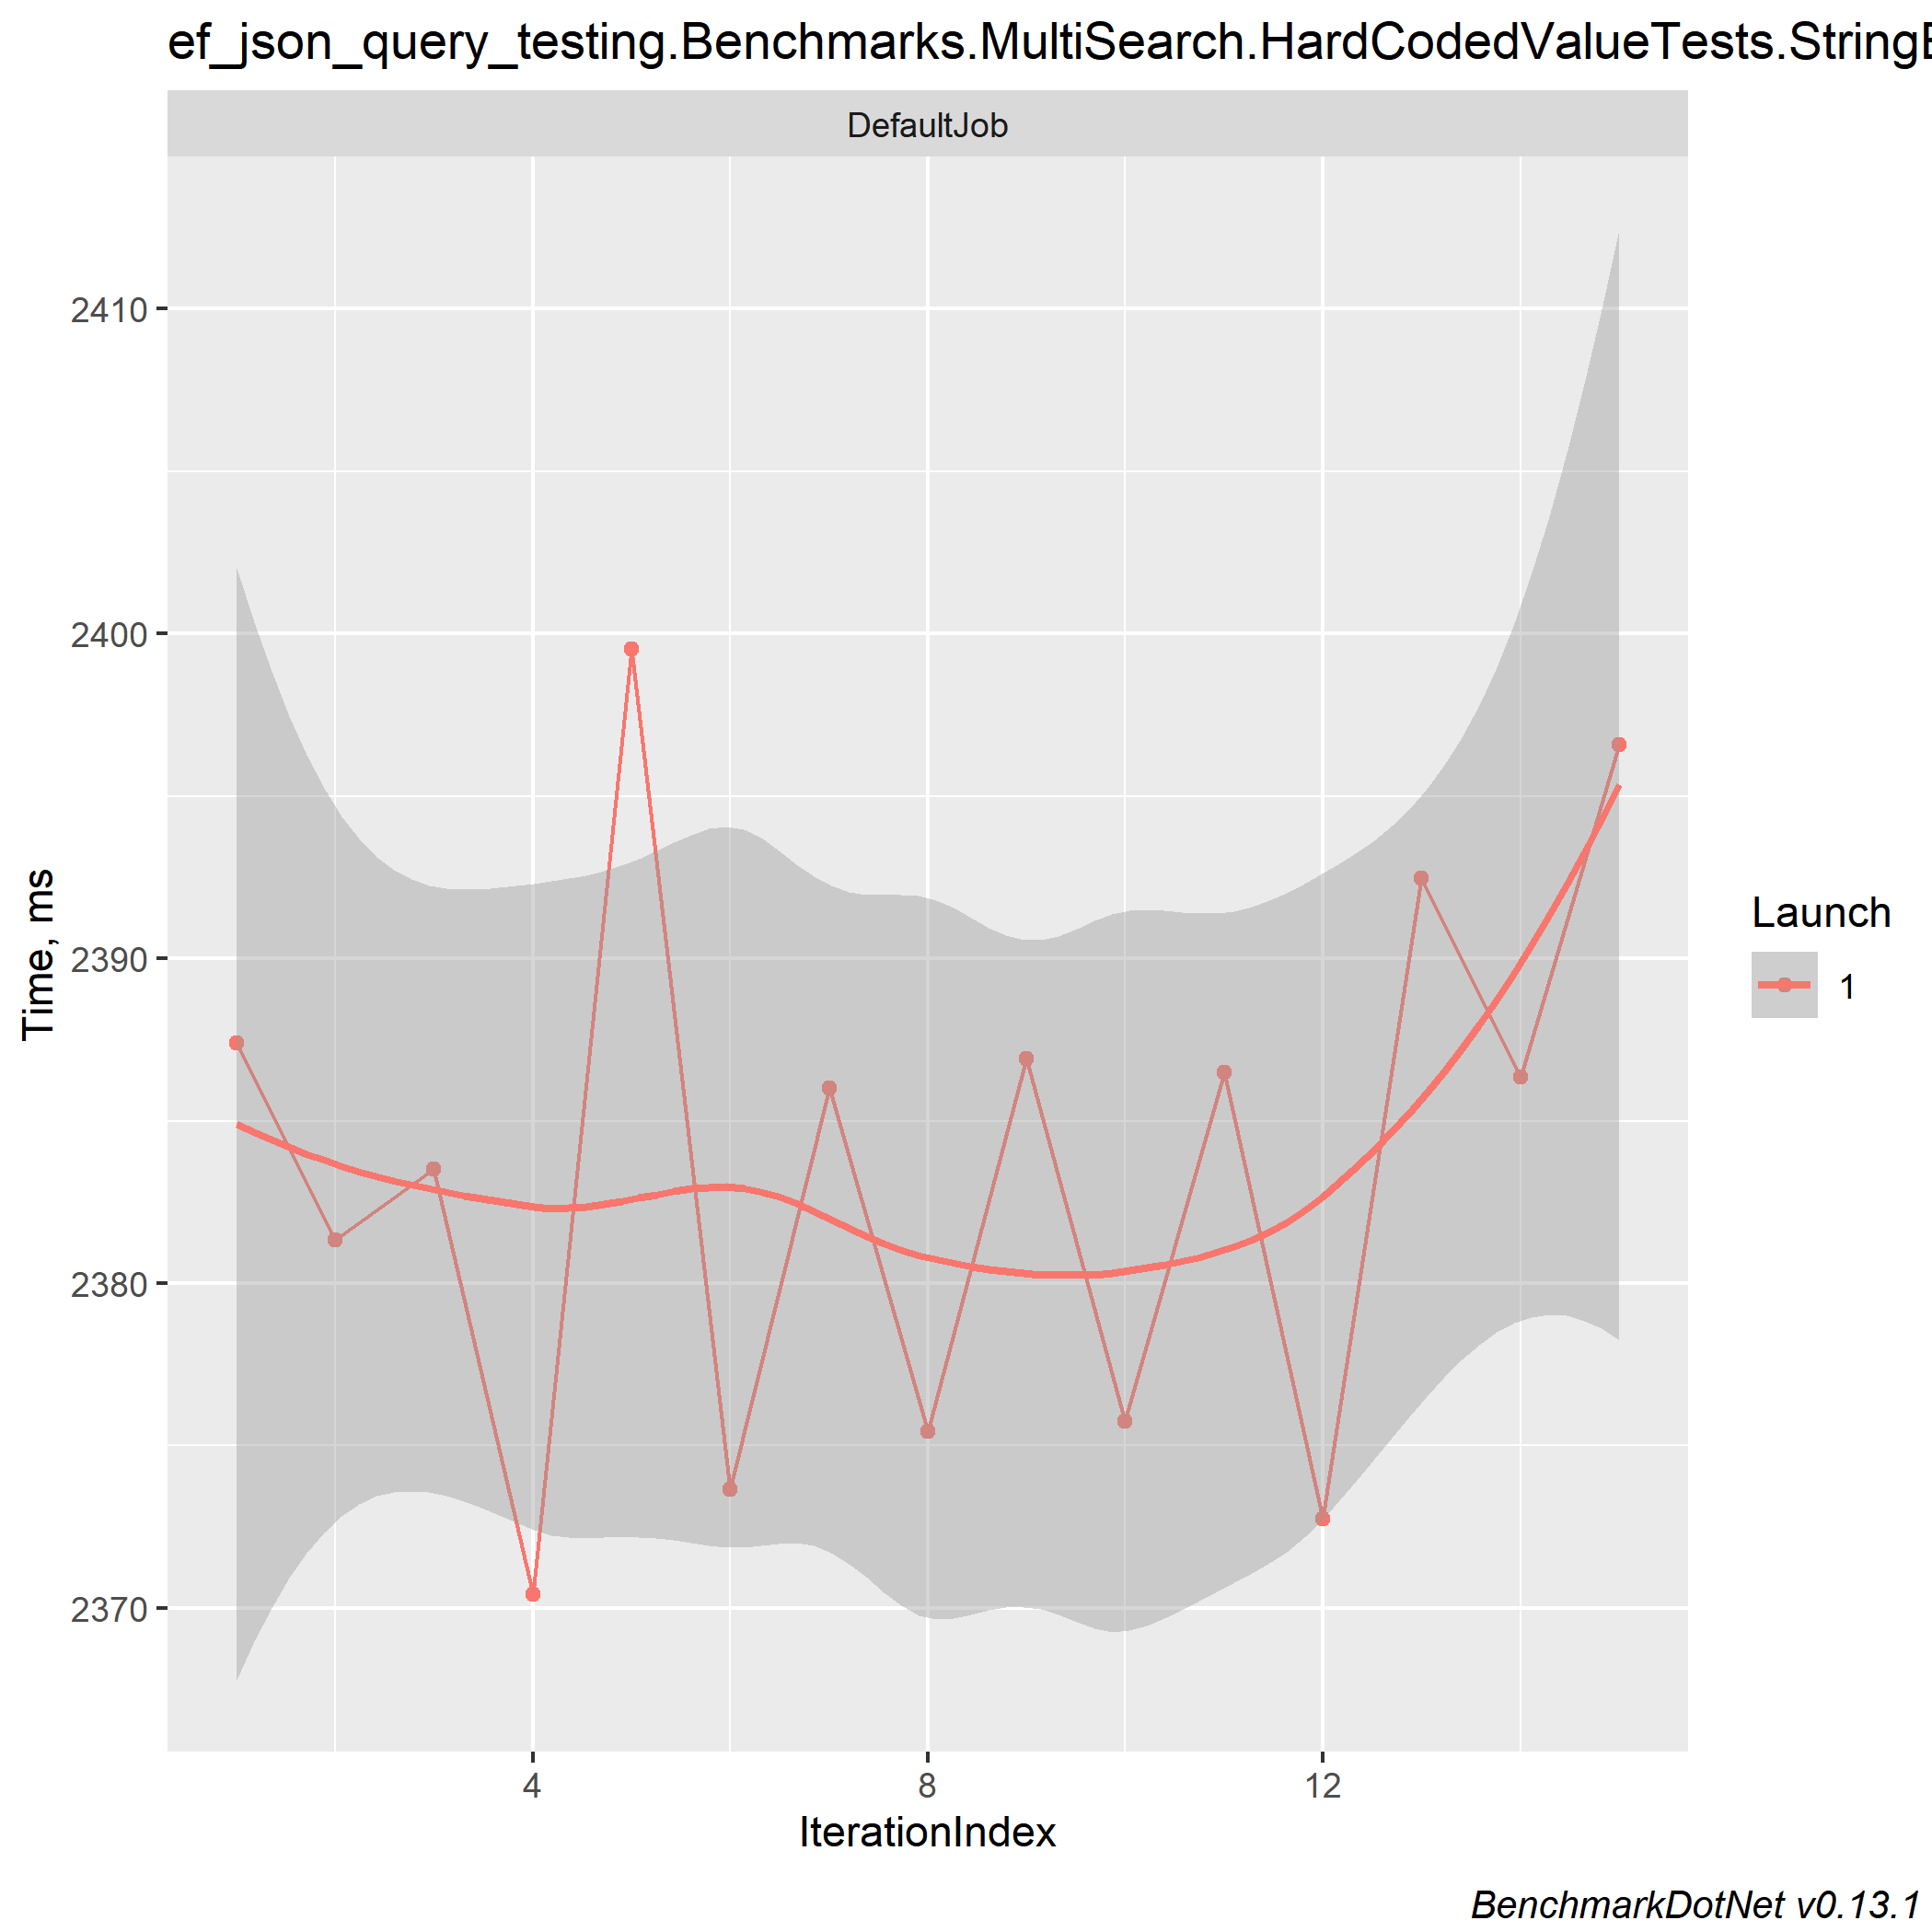 ef_json_query_testing.Benchmarks.MultiSearch.HardCodedValueTests.String
DefaultJob
2410
2400
2390
2380
2370
Time, ms
4
8
12
IterationIndex
Launch
1
BenchmarkDotNet v0.13.1